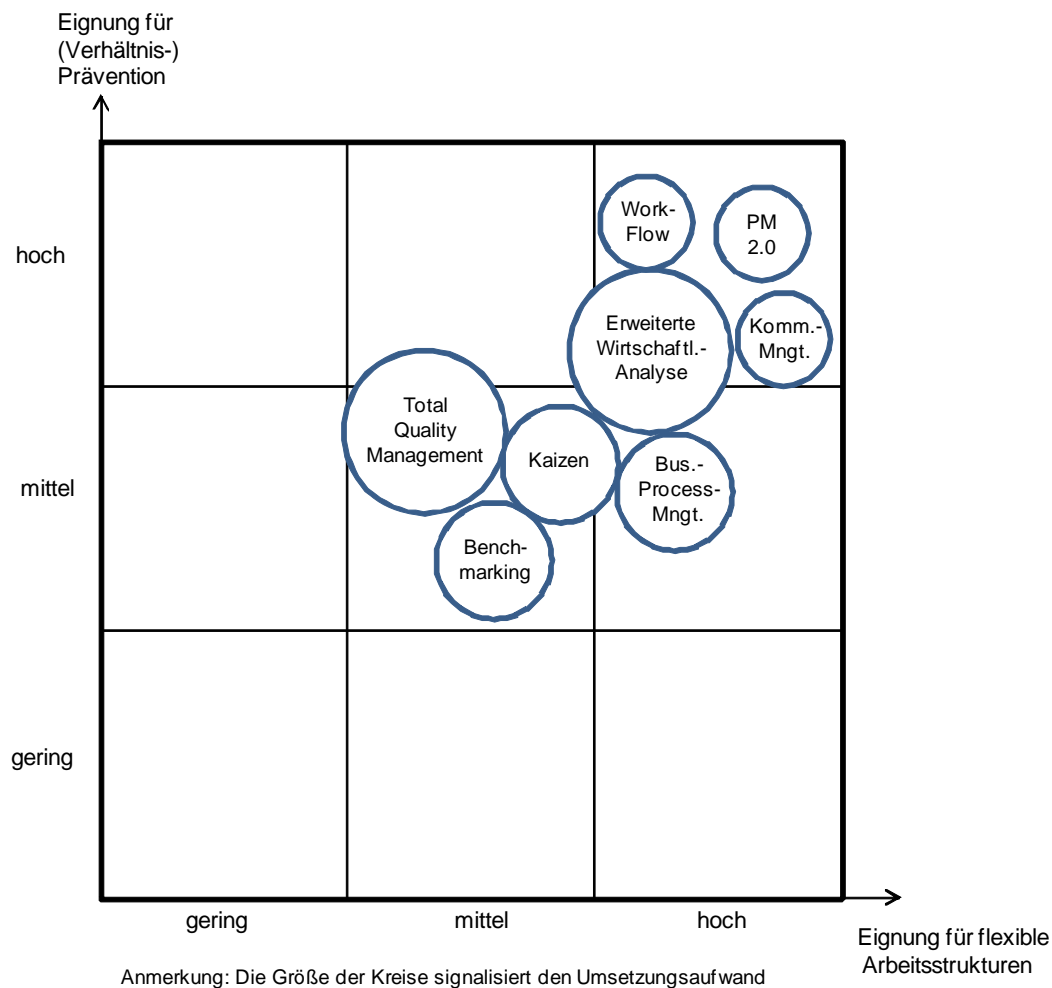 Eignung für
(Verhältnis-)
Prävention
hoch
mittel
gering
Work-
Flow
PM
2.0
Erweiterte
Wirtschaftl.-
Analyse
Komm.-
Mngt.
Total
Quality
Management
Kaizen
Bus.-
Process-
Mngt.
Bench-
marking
gering
mittel
hoch
Eignung für flexible
Arbeitsstrukturen
Anmerkung: Die Größe der Kreise signalisiert den Umsetzungsaufwand